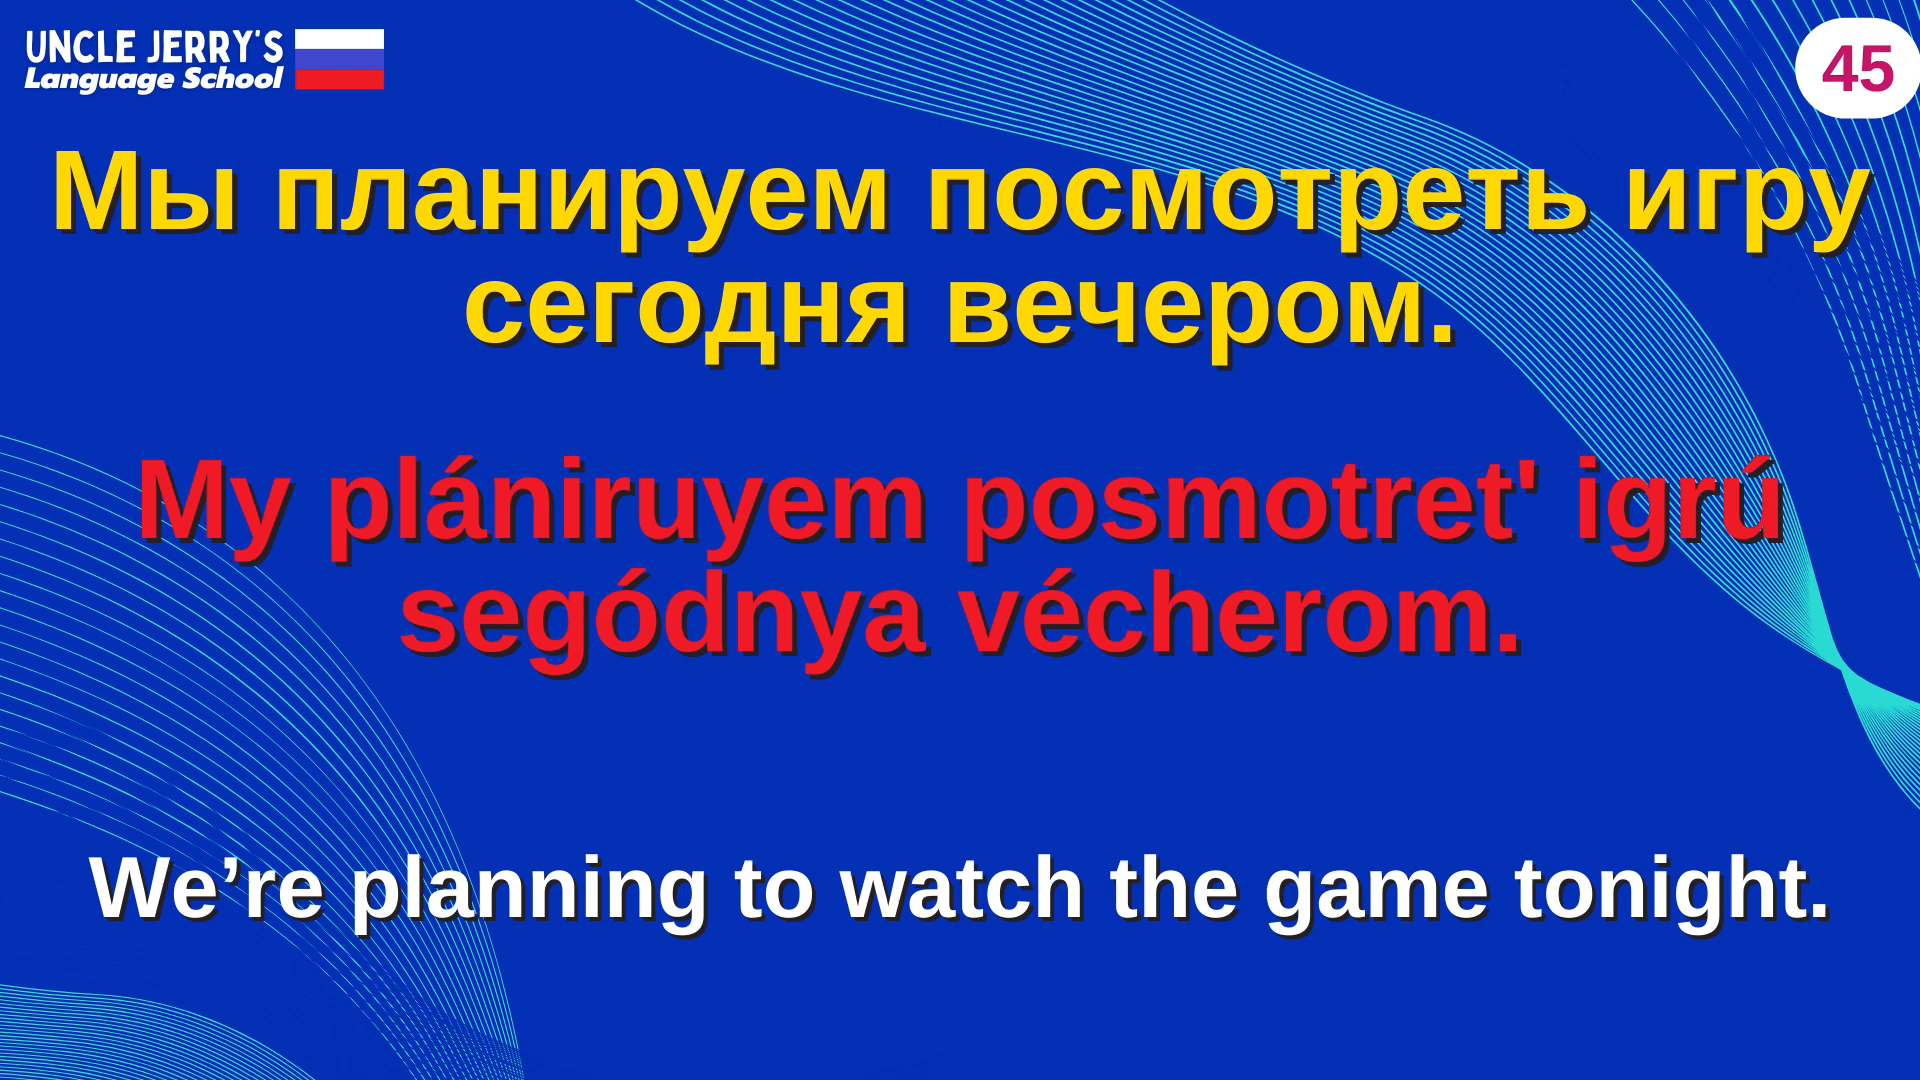 UNCLE JERRY'S
Language School
45
Мы планируем посмотреть игру
сегодня вечером.
My plániruyem posmotret' igrú
segódnya vécherom.
We’re planning to watch the game tonight.